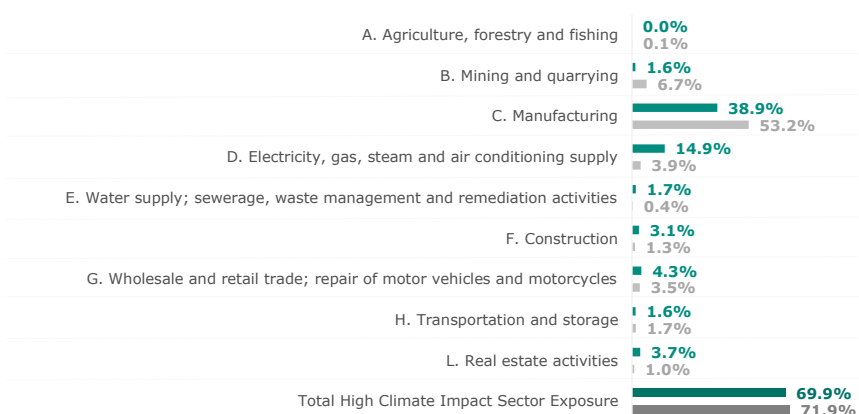 A. Agriculture, forestry and fishing 0.0%
0.1%
B. Mining and quarrying 1.6%
6.7%
C. Manufacturing 38.9%
53.2%
D. Electricity, gas, steam and air conditioning supply 14.9%
3.9%
E. Water supply; sewerage, waste management and remediation activities 1.7%
0.4%
F. Construction 3.1%
1.3%
G. Wholesale and retail trade; repair of motor vehicles and motorcycles 4.3%
3.5%
H. Transportation and storage 1.6%
1.7%
L. Real estate activities 3.7%
1.0%
Total High Climate Impact Sector Exposure 69.9%
71.9%